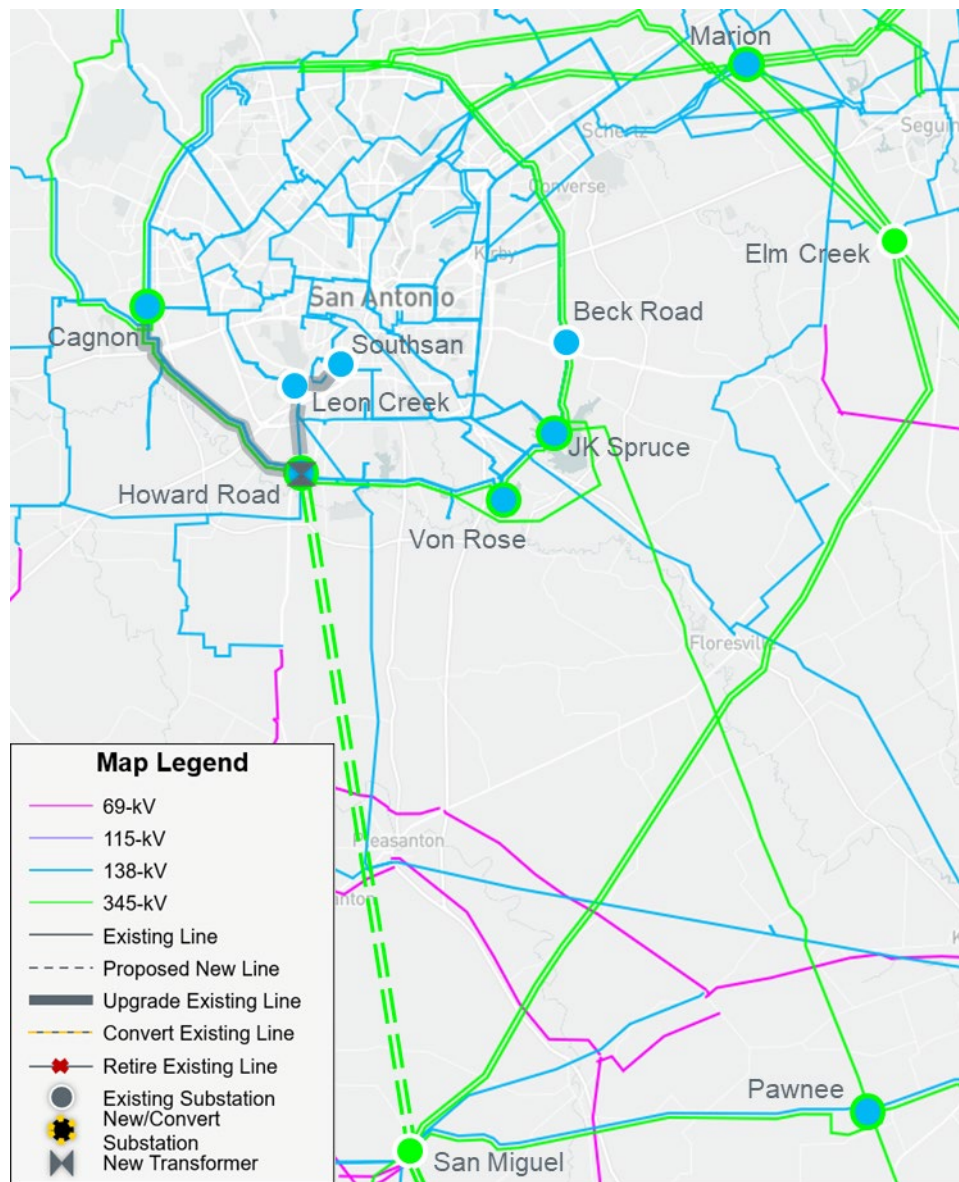 Marion
Schertz
Seguin
Converse
Elm Creek
Kirby
San Antonio
Beck Road
Cagnon
Southsan
Leon Creek
JK Spruce
Howard Road
Von Rose
Floresville
Map Legend
69-kV
115-kV
138-kV
345-kV
Existing Line
Proposed New Line
Upgrade Existing Line
Convert Existing Line
Retire Existing Line
Existing Substation
New/Convert
Substation
New Transformer
Pleasanton
anton
K
Pawnee
San Miguel